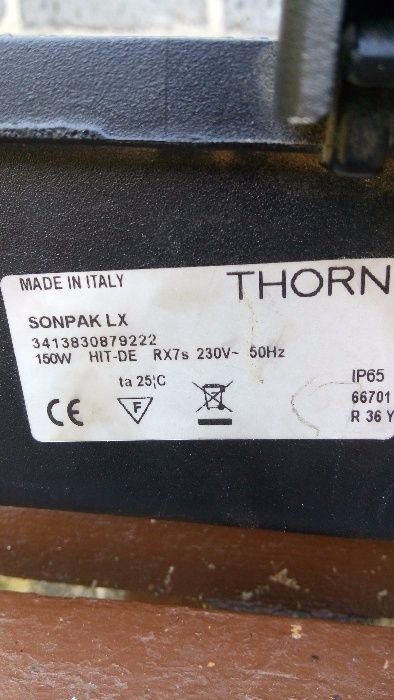 MADE IN ITALY
THORN
SONPAK LX
3413830879222
150W HIT-DE RX7s 230V~ 50Hz
ta 25¦C
IP65
CE
F
66701
R 36 Y